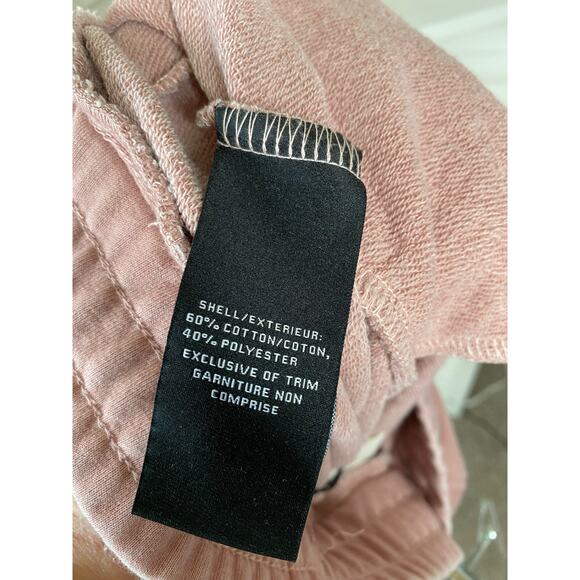 SHELL/EXTERIEUR:
60% COTTON/COTON,
40% POLYESTER
EXCLUSIVE OF TRIM
GARNITURE NON
COMPRISE